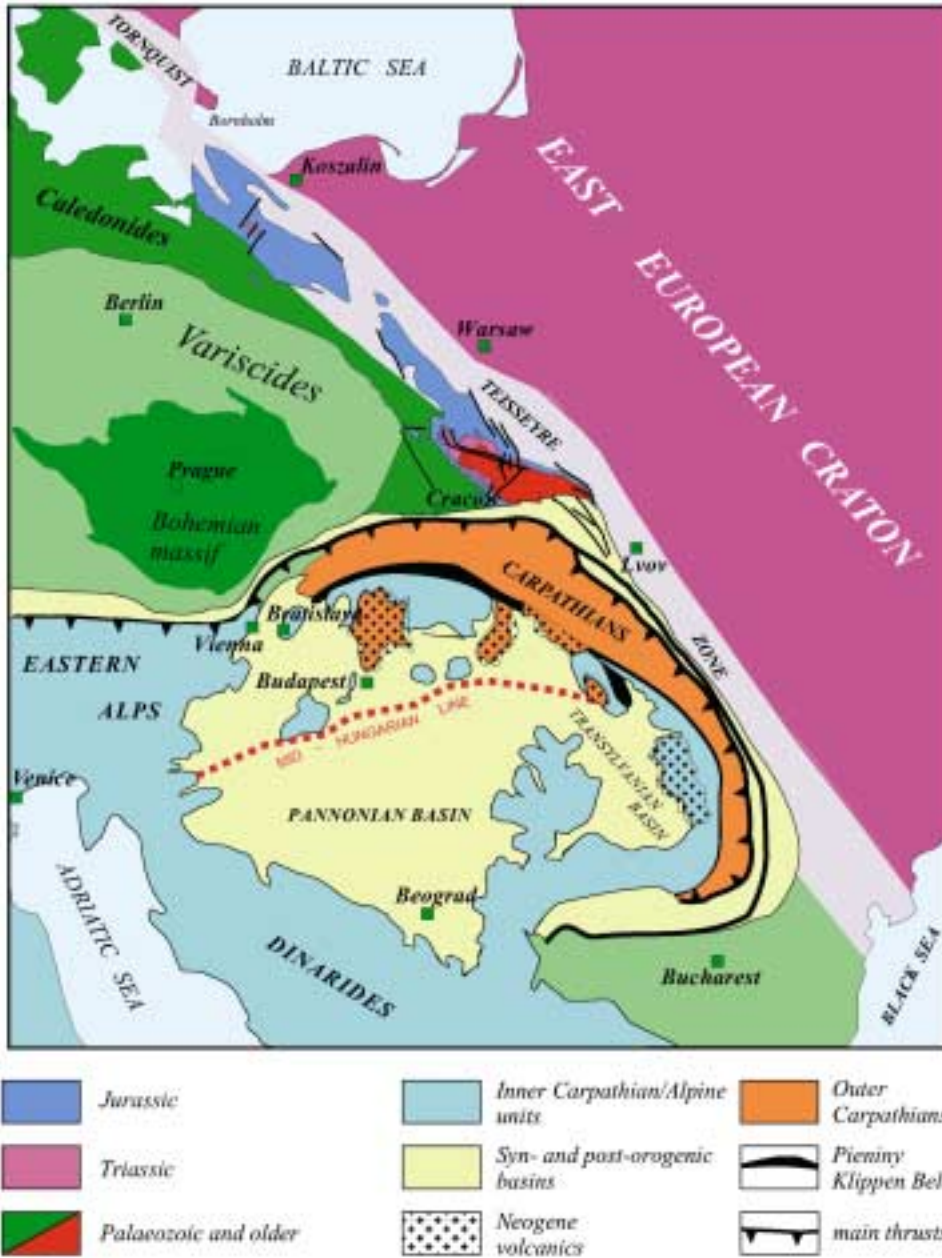 TORNQUIST
BALTIC SEA
Bornholm
Koszalin
EAST EUROPEAN CRATON
Caledonides
Berlin
Variscides
Warsaw
TEISSEYRE
Prague
Cracow
Bohemian
massif
Lvov
CARPATHIANS
Bratislava
Vienna
ZONE
EASTERN
ALPS
Budapest
MID - HUNGARIAN LINE
TRANSYLVANIAN
BASIN
Venice
PANNONIAN BASIN
ADRIATIC SEA
Beograd
DINARIDES
Bucharest
BLACK SEA
Jurassic
Inner Carpathian/Alpine
units
Outer
Carpathians
Triassic
Syn- and post-orogenic
basins
Pieniny
Klippen Bel
Palaeozoic and older
Neogene
volcanics
main thrusts